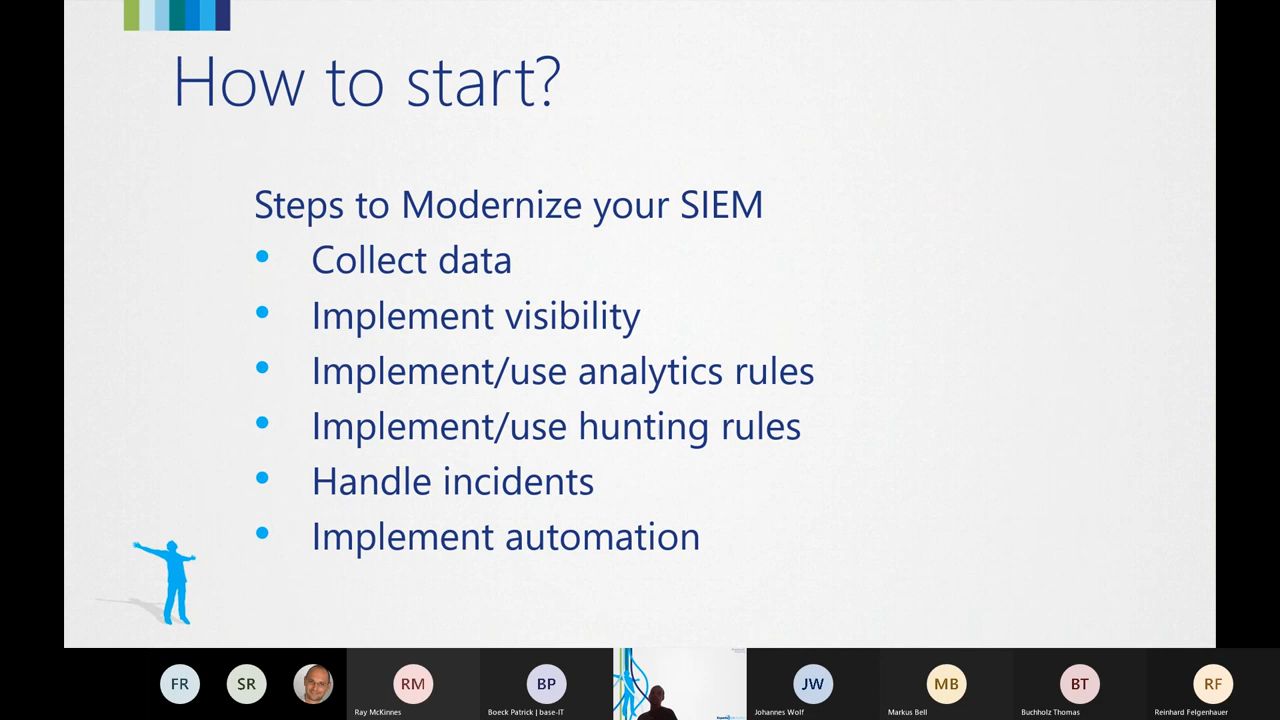 How to start?
Steps to Modernize your SIEM
• Collect data
• Implement visibility
• Implement/use analytics rules
• Implement/use hunting rules
• Handle incidents
• Implement automation
FR
SR
RM
BP
JW
MB
BT
RF
Ray McKinnes
Boeck Patrick | base-IT
Johannes Wolf
Markus Bell
Buchholz Thomas
Reinhard Felgenhauer